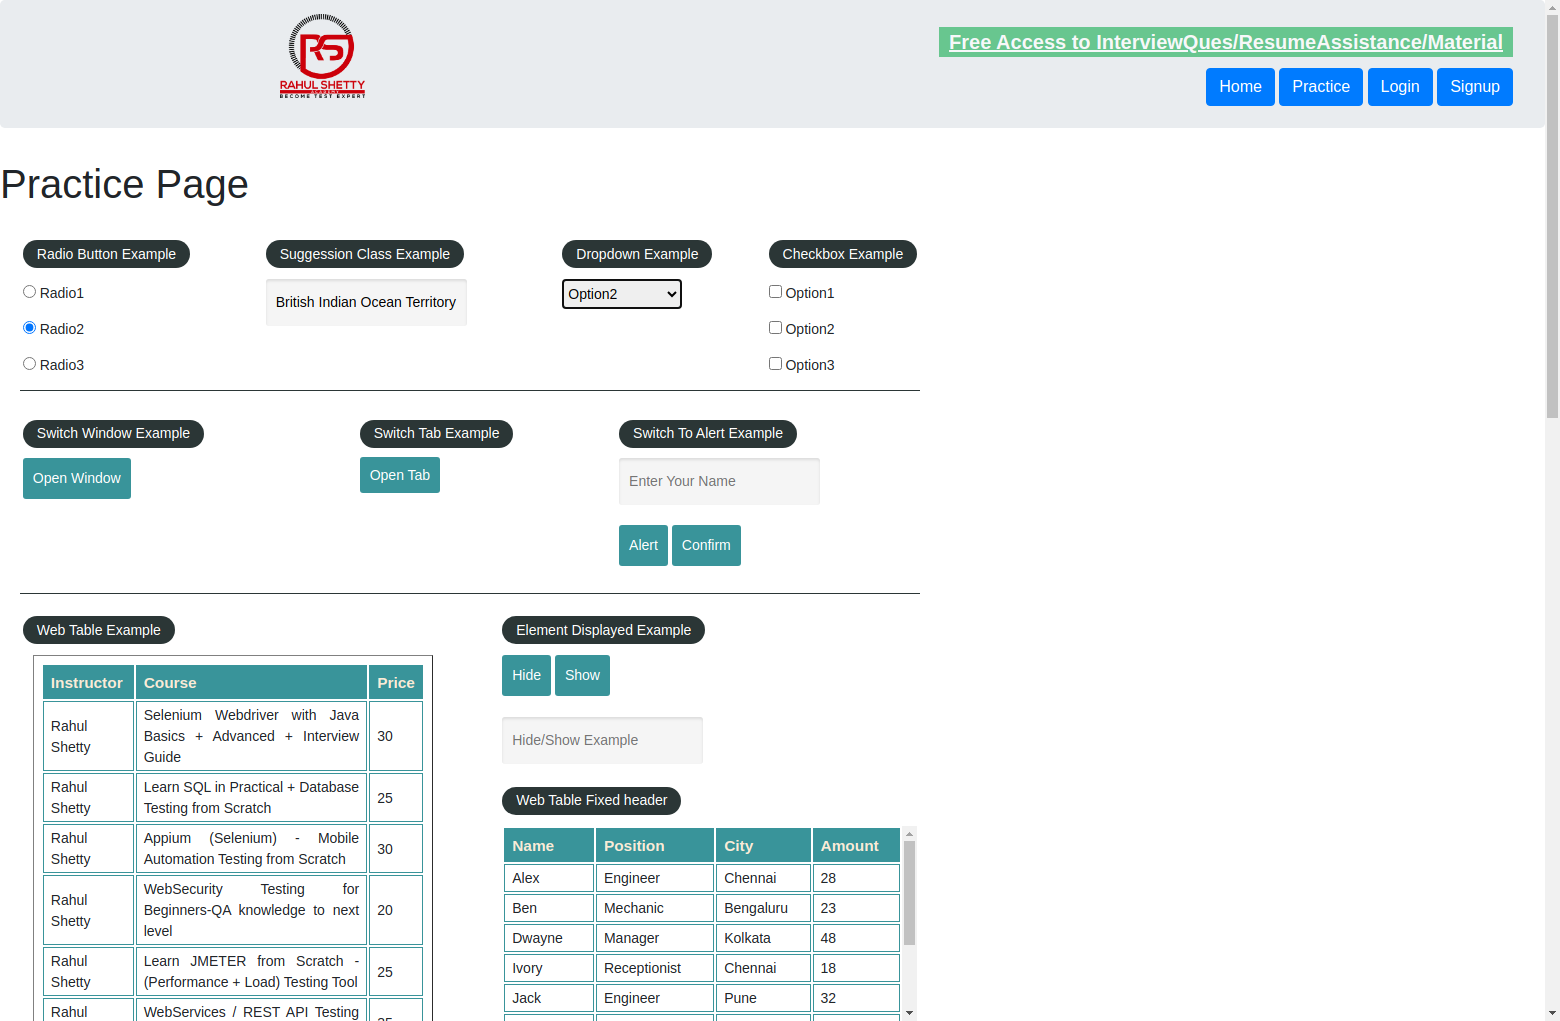 RAHUL SHETTY
ACADEMY
BECOME TEST EXPERT
Free Access to InterviewQues/ResumeAssistance/Material
Home Practice Login Signup
Practice Page
Radio Button Example
Radio1
Radio2
Radio3
Suggession Class Example
British Indian Ocean Territory
Dropdown Example
Option2
Checkbox Example
Option1
Option2
Option3
Switch Window Example
Open Window
Switch Tab Example
Open Tab
Switch To Alert Example
Enter Your Name
Alert Confirm
Web Table Example
Instructor Course Price
Rahul Shetty Selenium Webdriver with Java Basics + Advanced + Interview Guide 30
Rahul Shetty Learn SQL in Practical + Database Testing from Scratch 25
Rahul Shetty Appium (Selenium) - Mobile Automation Testing from Scratch 30
Rahul Shetty WebSecurity Testing for Beginners-QA knowledge to next level 20
Rahul Shetty Learn JMETER from Scratch - (Performance + Load) Testing Tool 25
Rahul WebServices / REST API Testing
Element Displayed Example
Hide Show
Hide/Show Example
Web Table Fixed header
Name Position City Amount
Alex Engineer Chennai 28
Ben Mechanic Bengaluru 23
Dwayne Manager Kolkata 48
Ivory Receptionist Chennai 18
Jack Engineer Pune 32